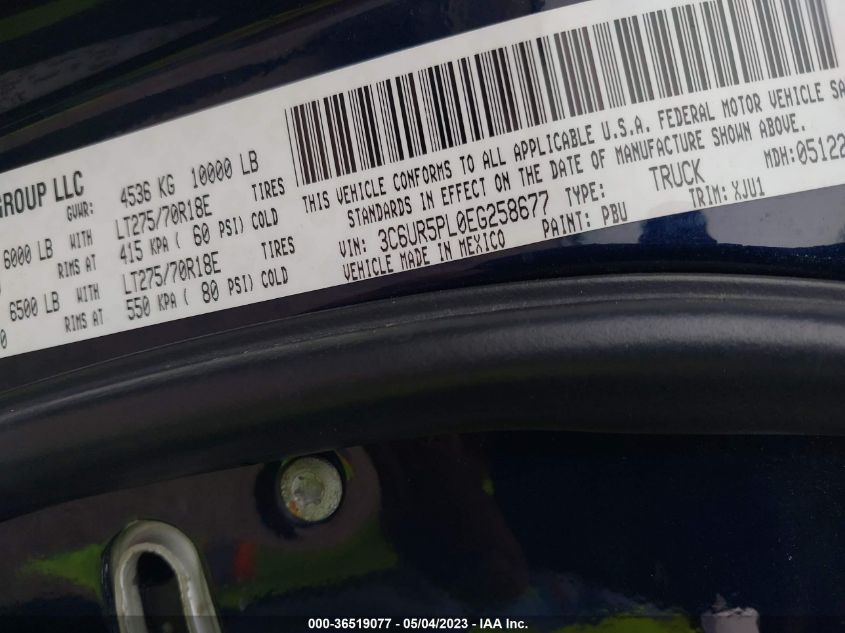 GROUP LLC
GVWR: 4536 KG 10000 LB
6000 LB WITH LT275/70R18E TIRES
RIMS AT 415 KPA ( 60 PSI) COLD
6500 LB WITH LT275/70R18E TIRES
0 RIMS AT 550 KPA ( 80 PSI) COLD
THIS VEHICLE CONFORMS TO ALL APPLICABLE U.S.A. FEDERAL MOTOR VEHICLE SA
STANDARDS IN EFFECT ON THE DATE OF MANUFACTURE SHOWN ABOVE.
VIN: 3C6UR5PL0EG258677 TYPE: TRUCK MDH:05122
VEHICLE MADE IN MEXICO PAINT: PBU TRIM: XJU1
000-36519077 - 05/04/2023 - IAA Inc.